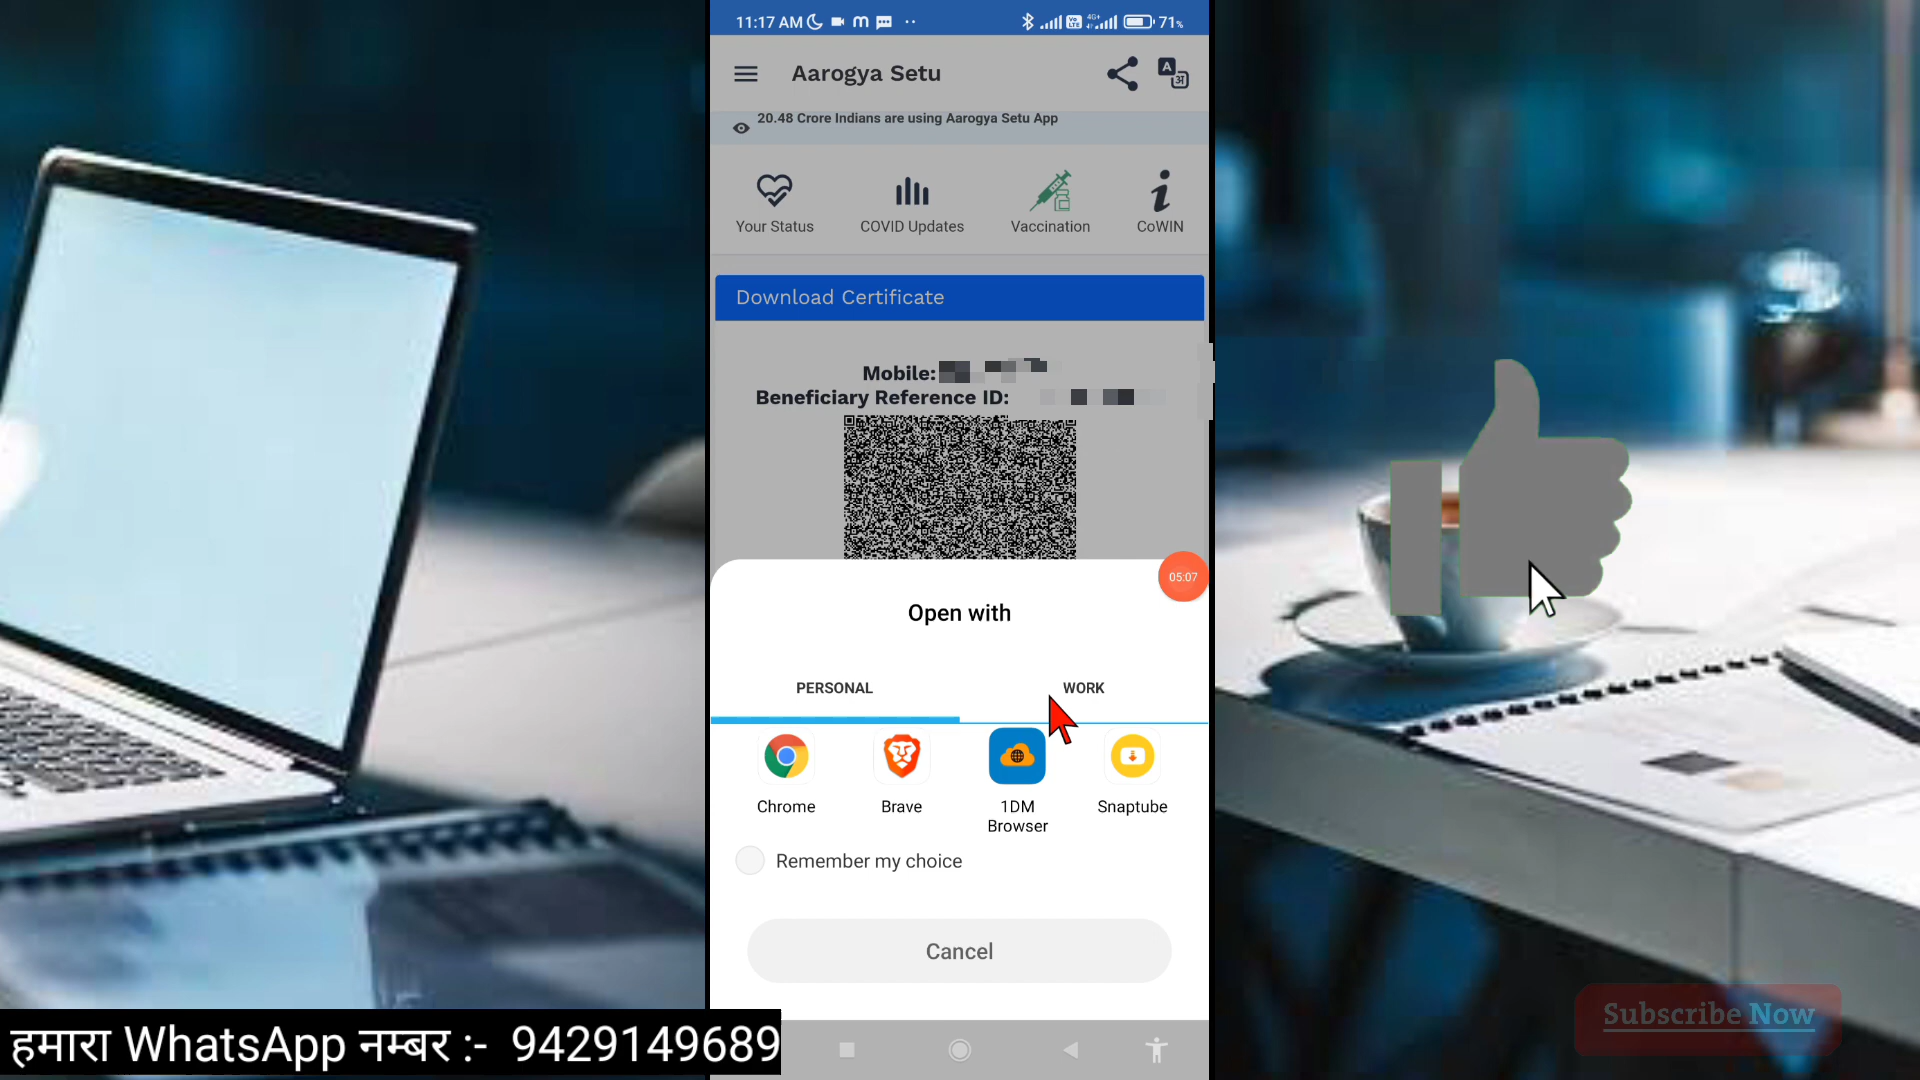 11:17 AM
4G+
71%
Aarogya Setu
20.48 Crore Indians are using Aarogya Setu App
Your Status
COVID Updates
Vaccination
CoWIN
Download Certificate
Mobile:
Beneficiary Reference ID:
05:07
Open with
PERSONAL
WORK
Chrome
Brave
1DM Browser
Snaptube
Remember my choice
Cancel
हमारा WhatsApp नम्बर :- 9429149689
Subscribe Now